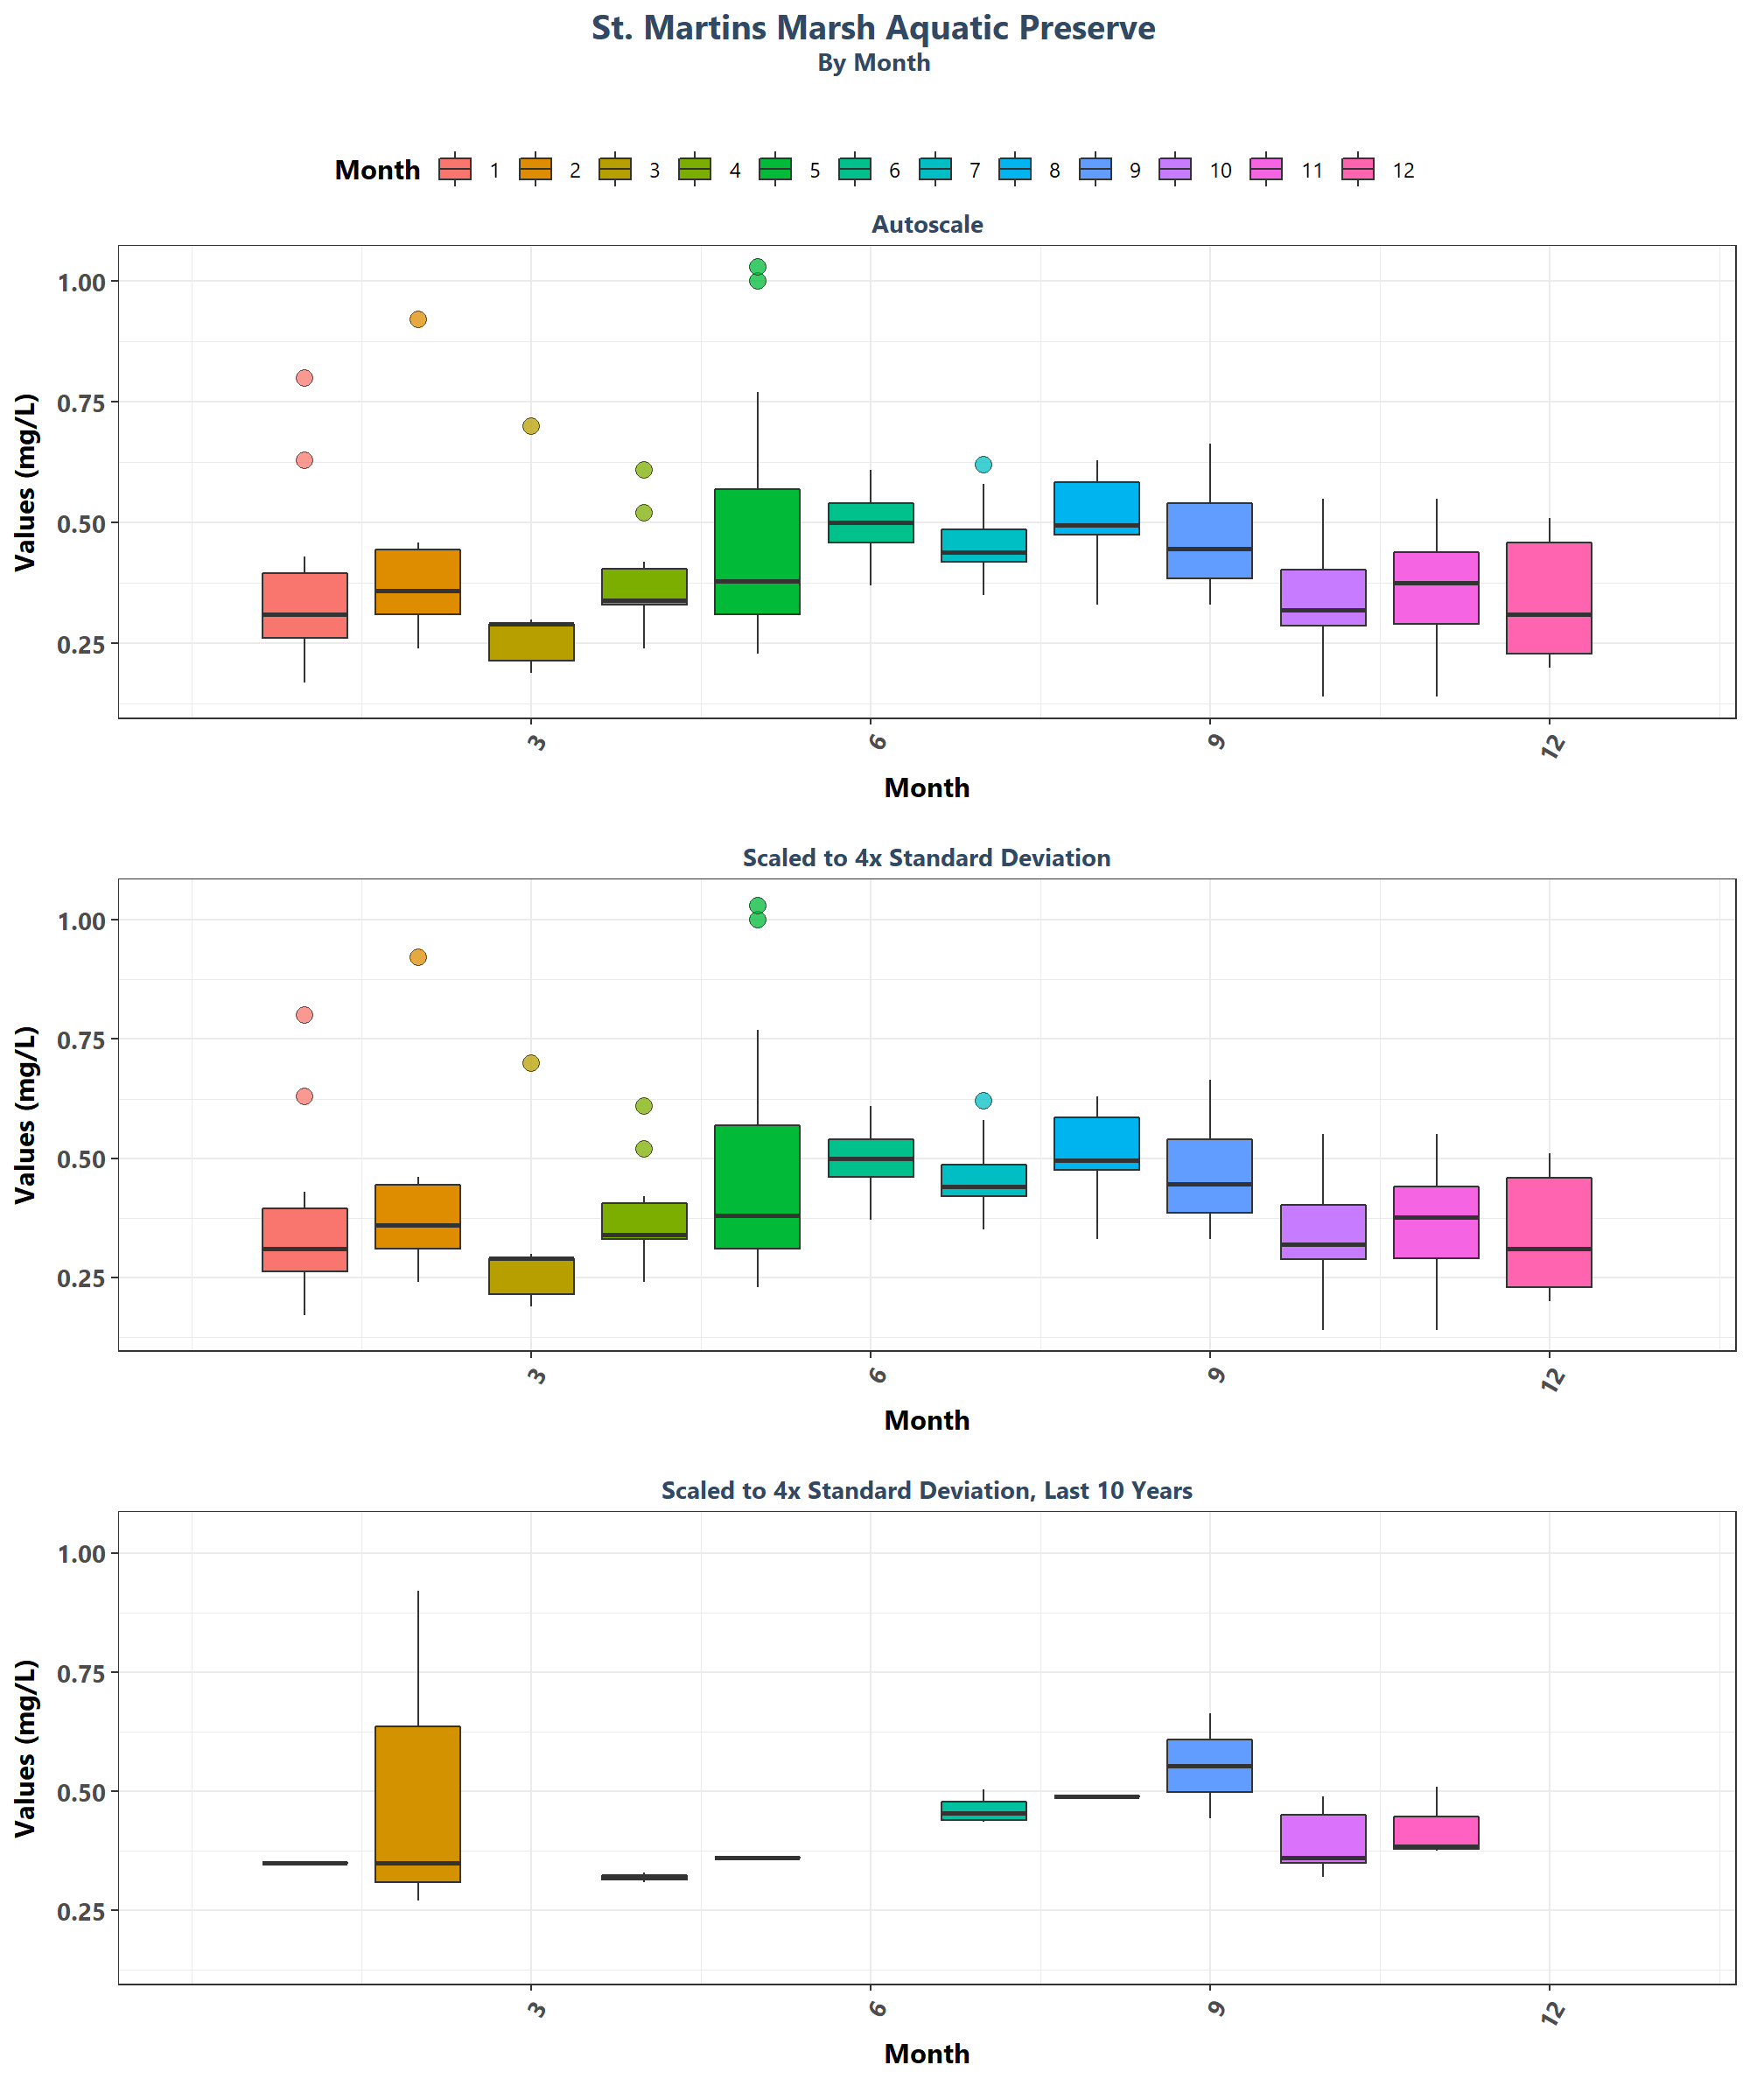 St. Martins Marsh Aquatic Preserve
By Month
Month 1 2 3 4 5 6 7 8 9 10 11 12
Autoscale
Values (mg/L)
1.00
0.75
0.50
0.25
3 6 9 12
Month
Scaled to 4x Standard Deviation
Values (mg/L)
1.00
0.75
0.50
0.25
3 6 9 12
Month
Scaled to 4x Standard Deviation, Last 10 Years
Values (mg/L)
1.00
0.75
0.50
0.25
3 6 9 12
Month